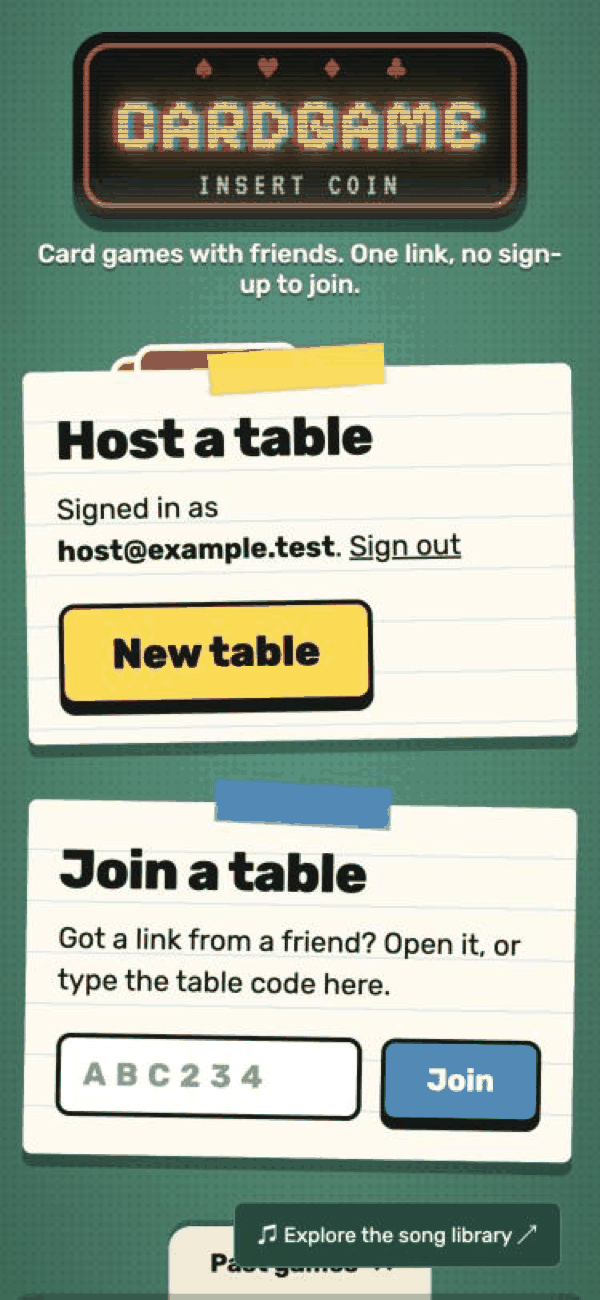 CARDGAME
INSERT COIN
Card games with friends. One link, no sign-
up to join.
Host a table
Signed in as
host@example.test. Sign out
New table
Join a table
Got a link from a friend? Open it, or
type the table code here.
ABC234
Join
♫ Explore the song library ↗
Past games